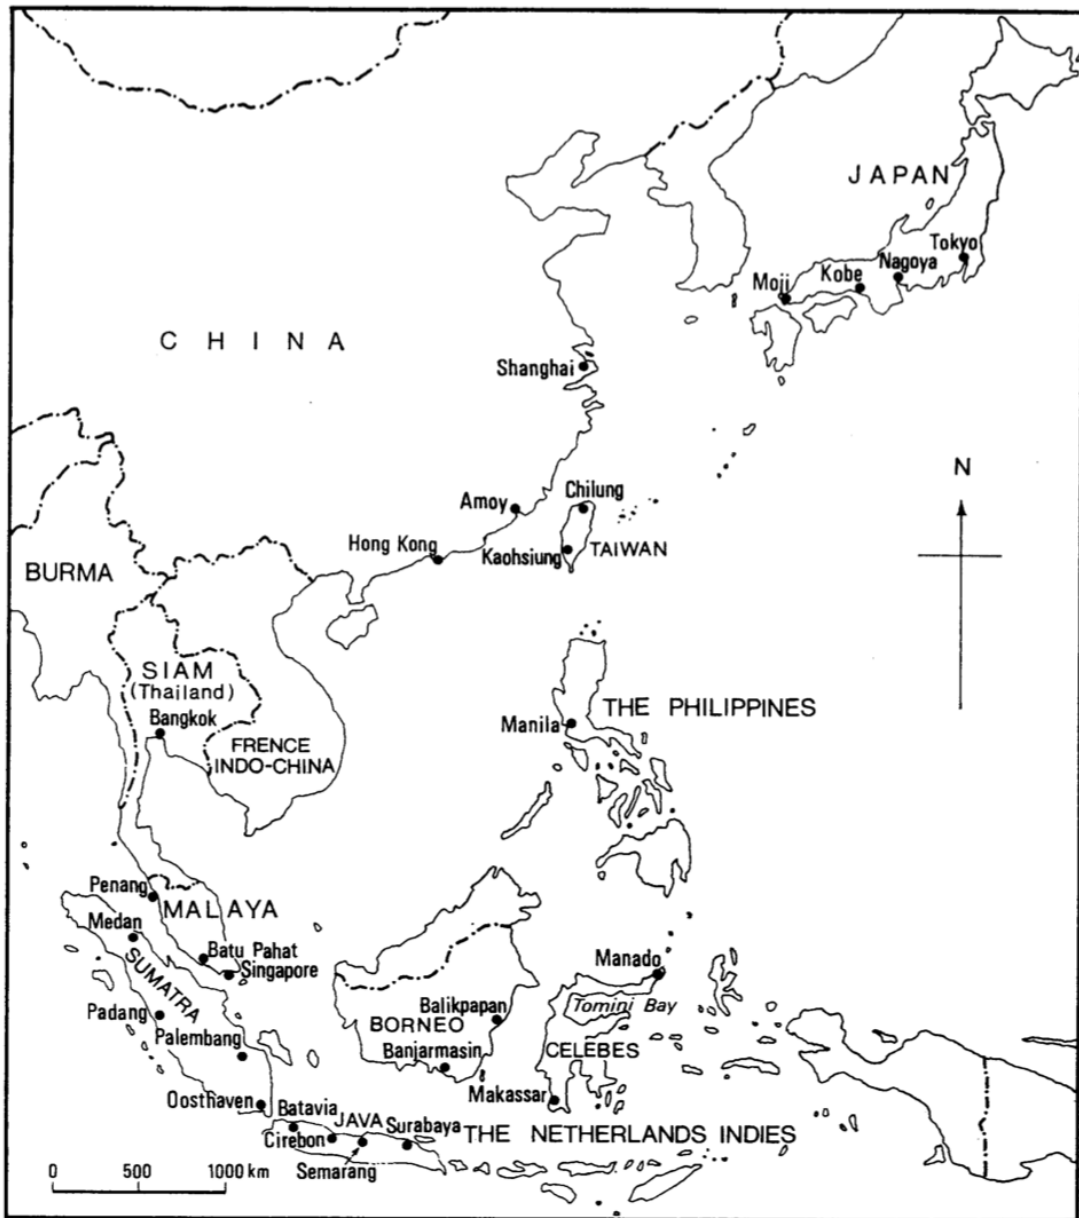 JAPAN
Tokyo
Nagoya
Kobe
Moji
CHINA
Shanghai
N
Amoy
Chilung
Hong Kong
Kaohsiung
TAIWAN
BURMA
SIAM
(Thailand)
Bangkok
THE PHILIPPINES
Manila
FRENCE
INDO-CHINA
Penang
MALAYA
Medan
Batu Pahat
Singapore
SUMATRA
Manado
Tomini Bay
Balikpapan
Padang
BORNEO
Palembang
Banjarmasin
CELEBES
Makassar
Oosthaven
Batavia
JAVA
Surabaya
Cirebon
THE NETHERLANDS INDIES
Semarang
0 500 1000 km